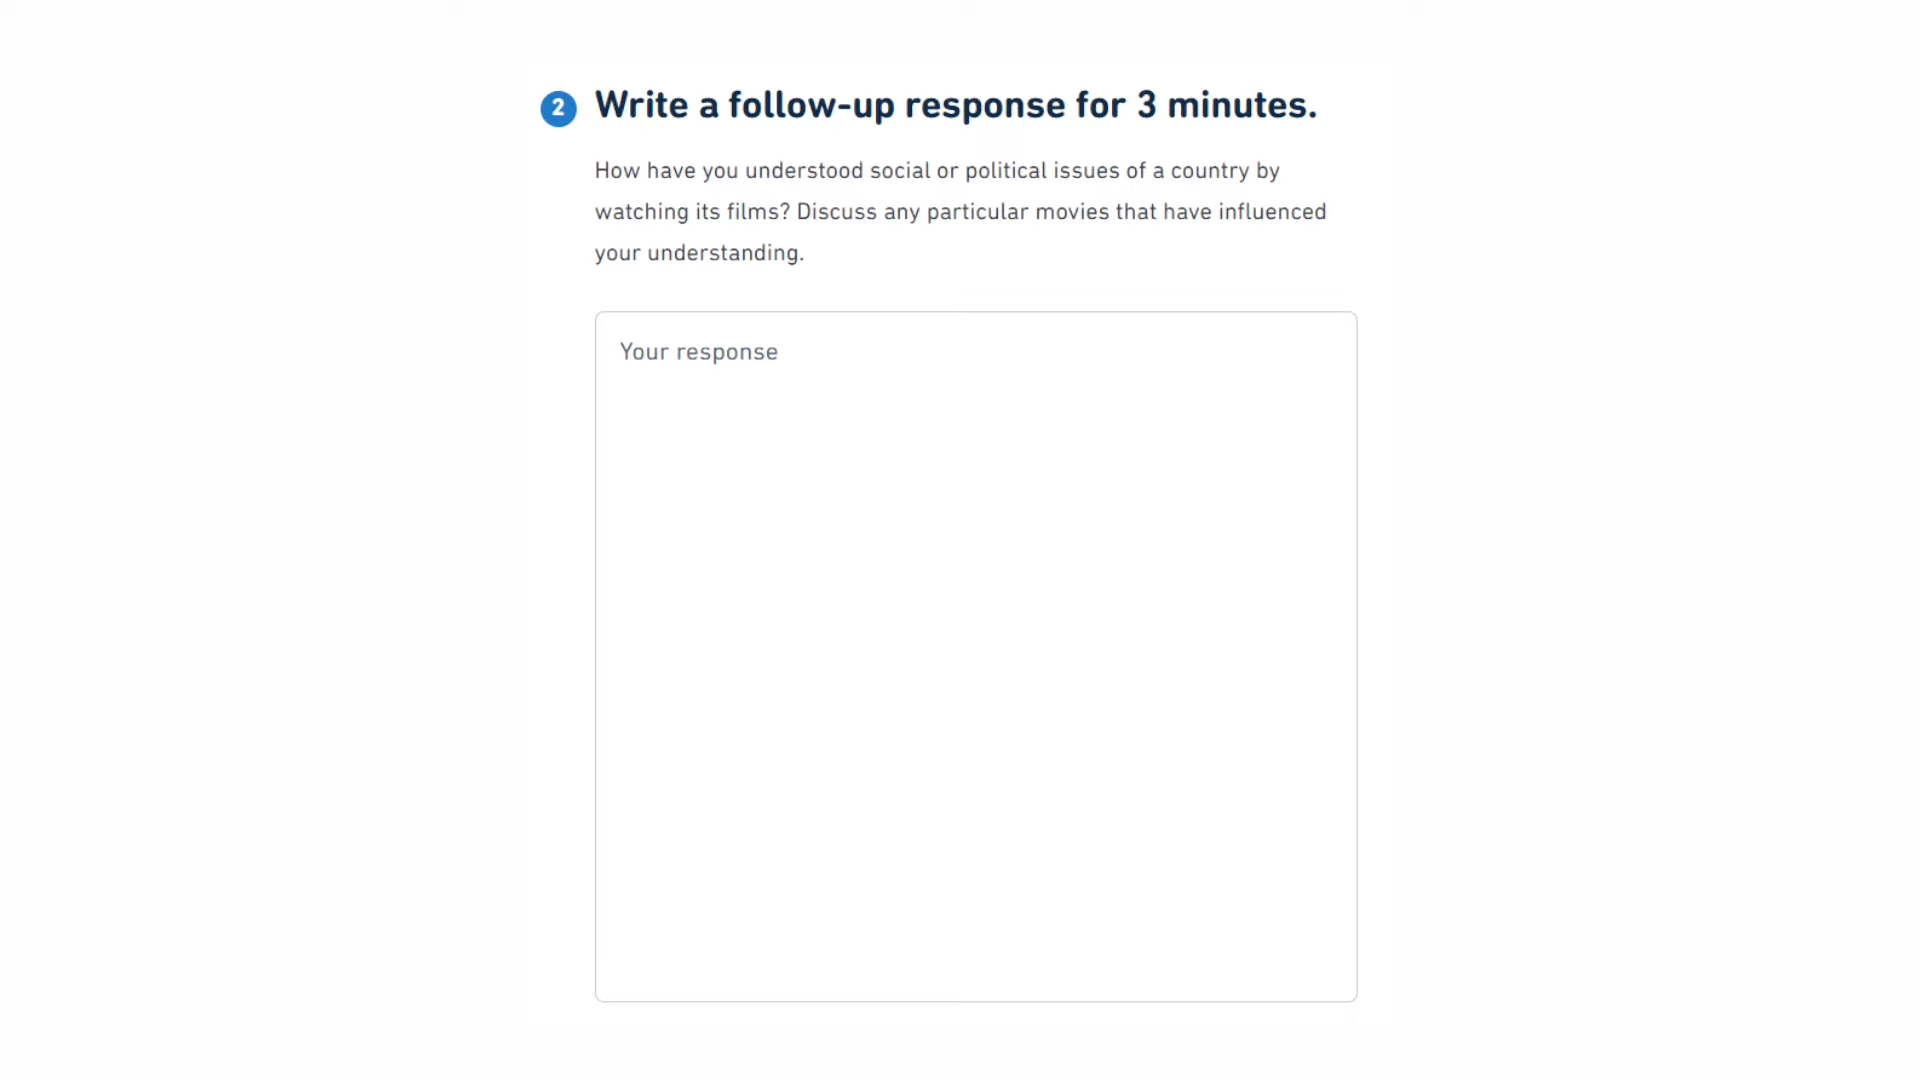 2 Write a follow-up response for 3 minutes.
How have you understood social or political issues of a country by
watching its films? Discuss any particular movies that have influenced
your understanding.
Your response